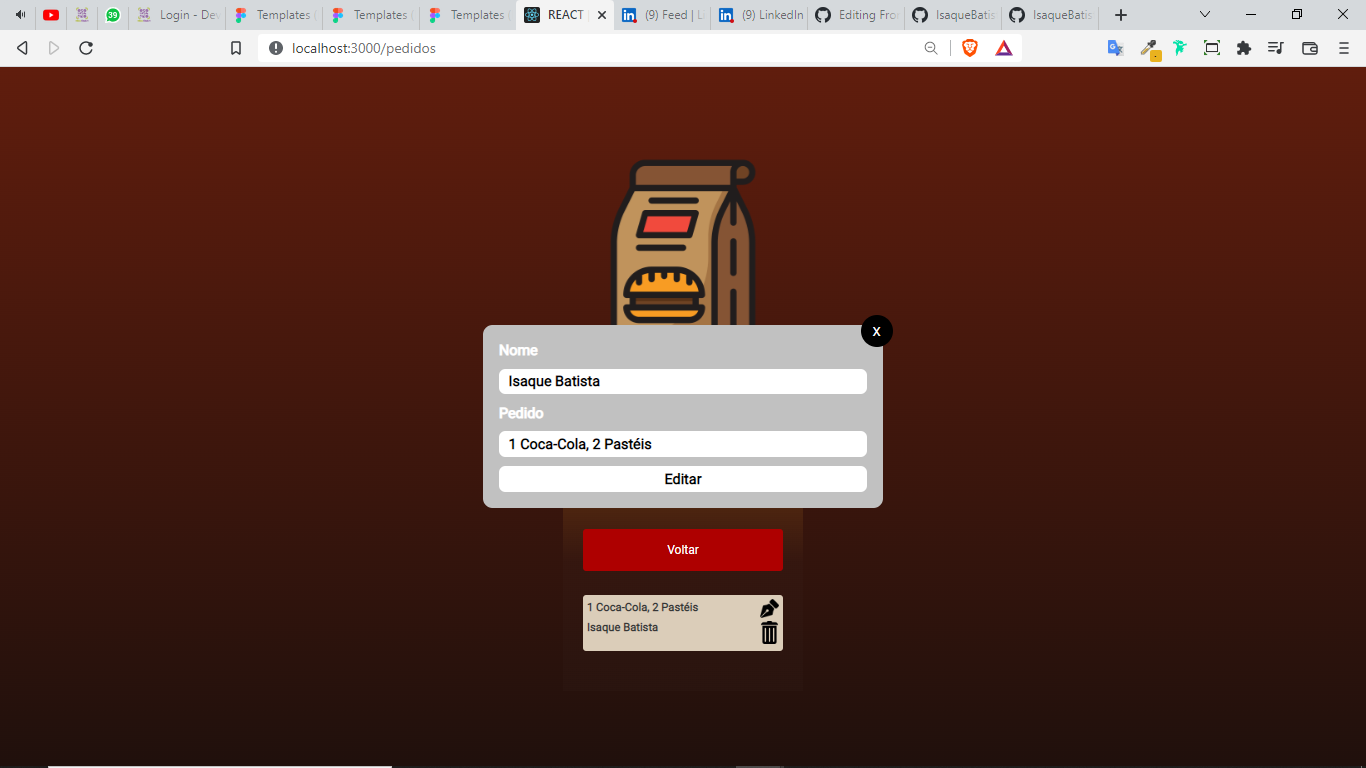 39
Login - Dev
Templates
Templates
Templates
REACT
(9) Feed | Li
(9) LinkedIn
Editing Fron
IsaqueBatis
IsaqueBatis
localhost:3000/pedidos
X
Nome
Isaque Batista
Pedido
1 Coca-Cola, 2 Pastéis
Editar
Voltar
1 Coca-Cola, 2 Pastéis
Isaque Batista